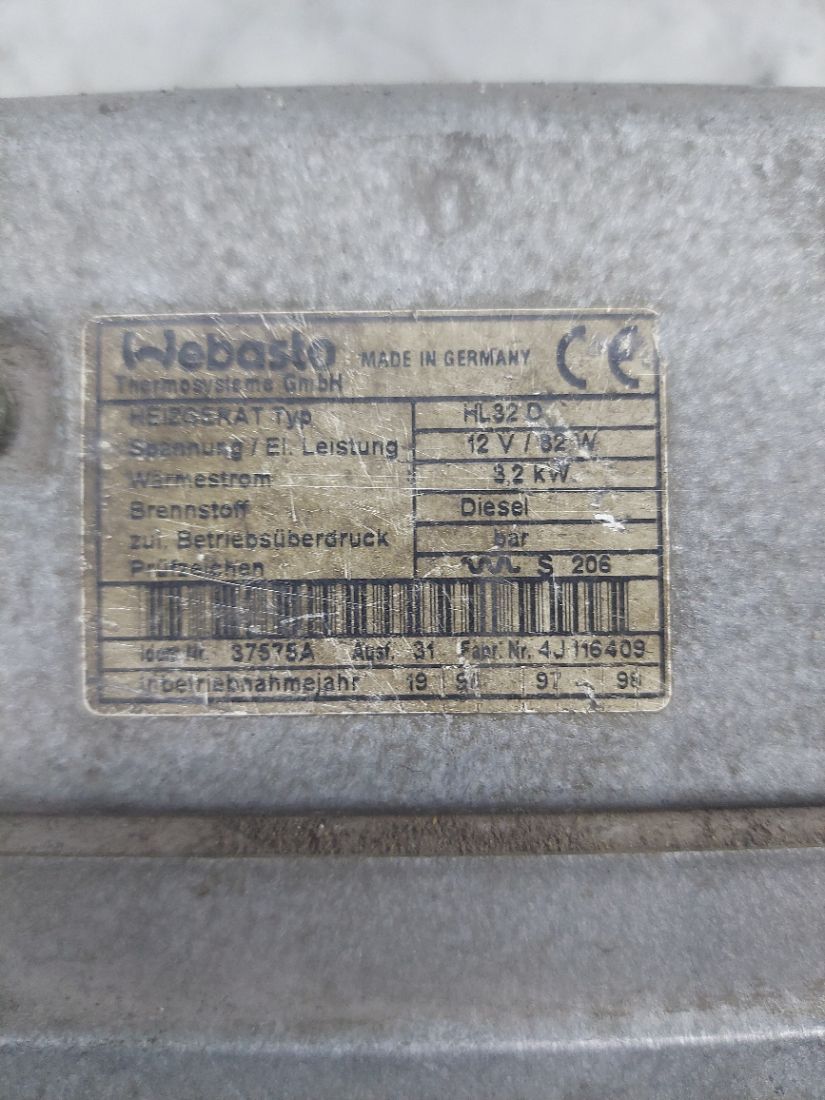 Webasto MADE IN GERMANY CE
Thermosysteme GmbH
HEIZGERÄT Typ HL32 D
Spannung / El. Leistung 12 V / 32 W
Wärmestrom 3,2 kW
Brennstoff Diesel
zul. Betriebsüberdruck bar
Prüfzeichen S 206
Ident Nr. 37575A Ausf. 31 Fabr. Nr. 4J 116409
Inbetriebnahmejahr 19 97 98